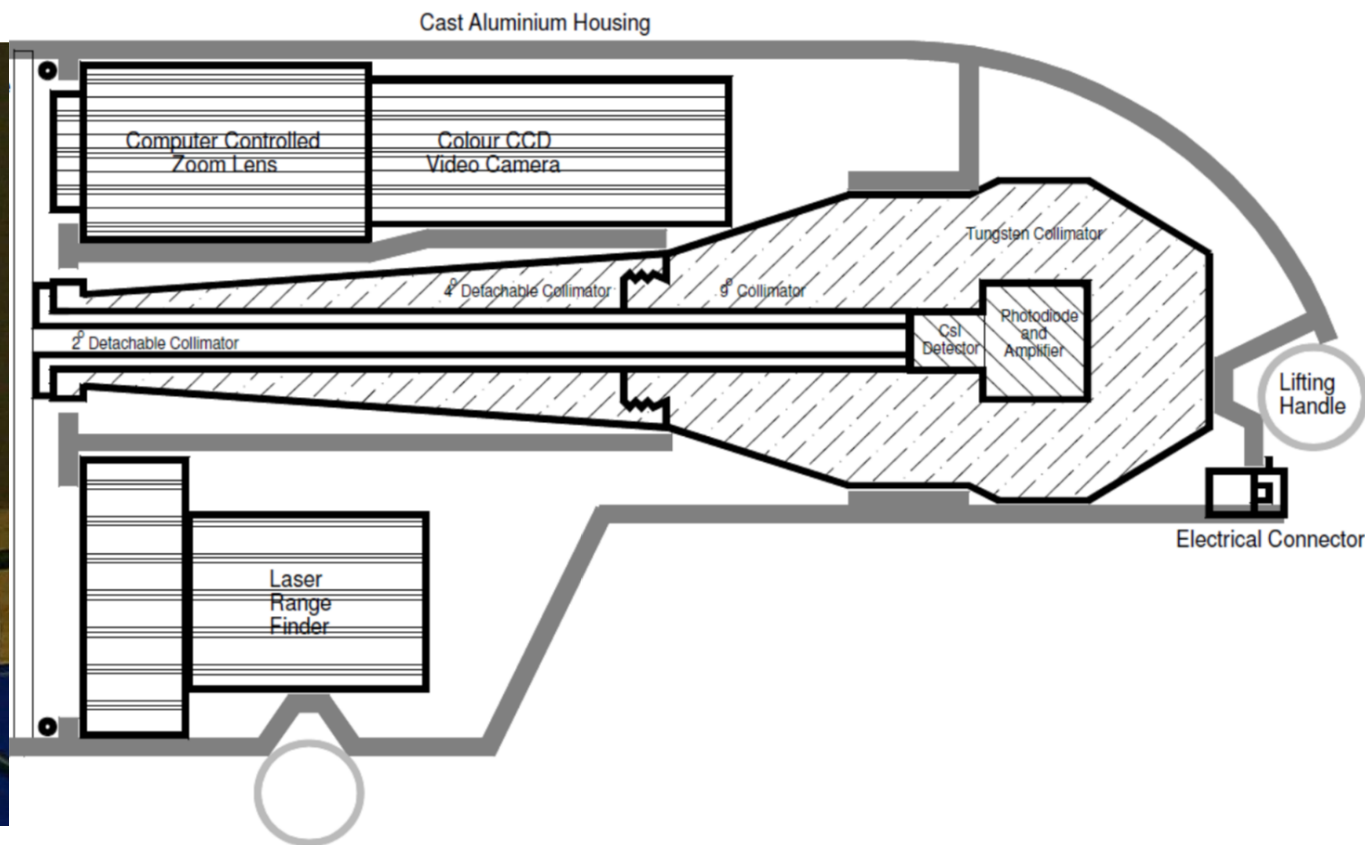 Cast Aluminium Housing
Computer Controlled
Zoom Lens
Colour CCD
Video Camera
Tungsten Collimator
4° Detachable Collimator
9° Collimator
2° Detachable Collimator
CsI
Detector
Photodiode
and
Amplifier
Lifting
Handle
Electrical Connector
Laser
Range
Finder